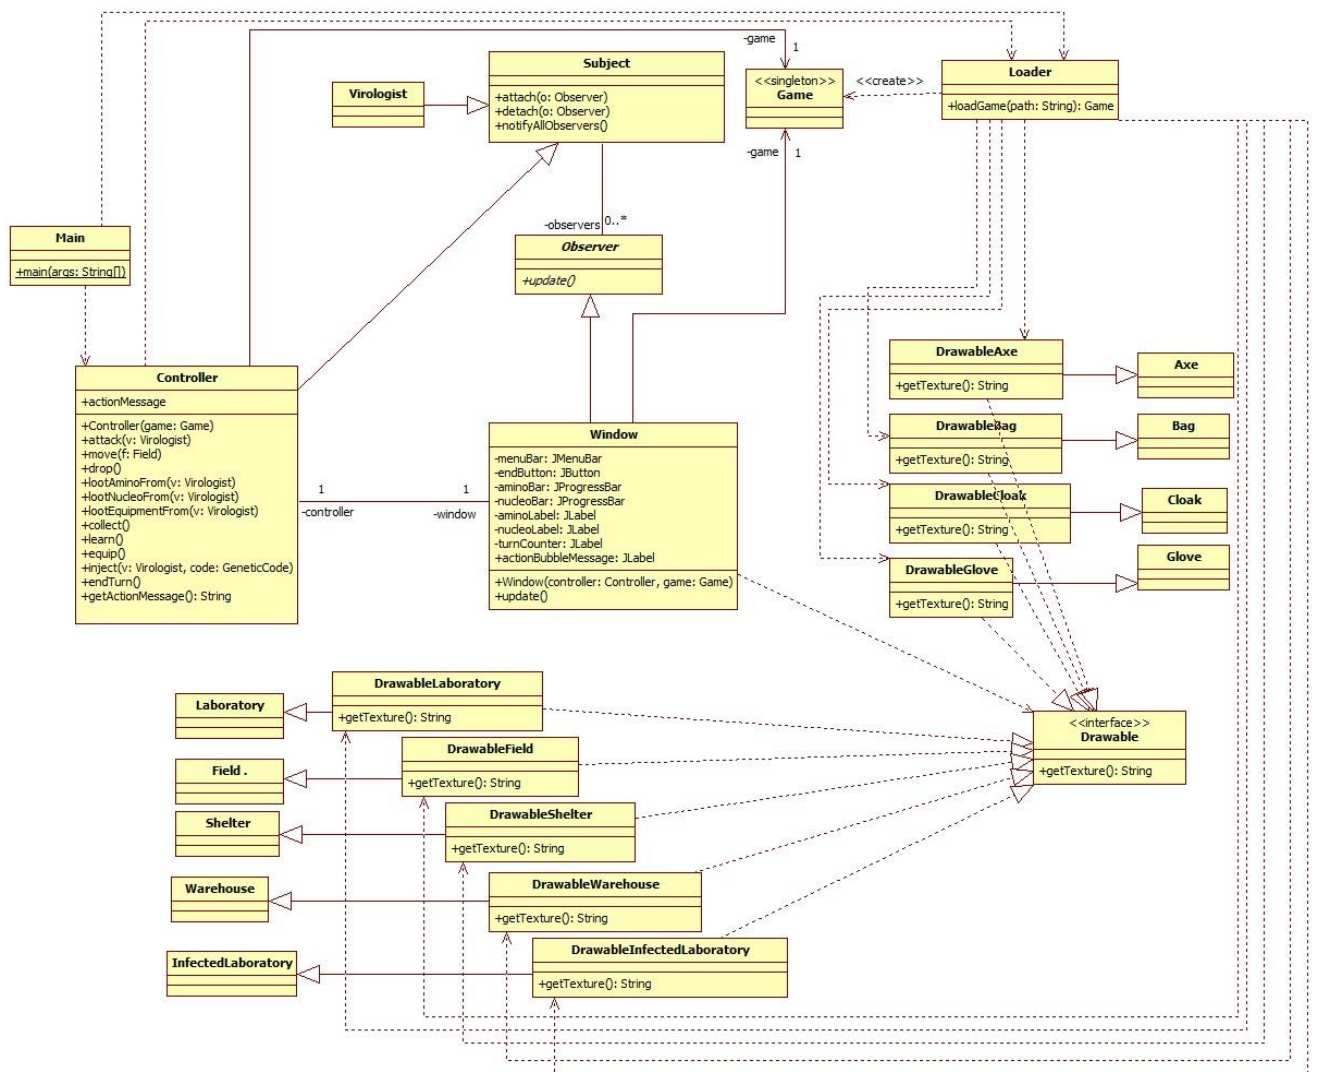 -game
1
Subject
+attach(o: Observer)
+detach(o: Observer)
+notifyAllObservers()
Virologist
<<singleton>>
Game
<<create>>
Loader
+loadGame(path: String): Game
-game
1
-observers
0..*
Main
+main(args: String[])
Observer
+update()
Controller
+actionMessage
+Controller(game: Game)
+attack(v: Virologist)
+move(f: Field)
+drop()
+lootAminoFrom(v: Virologist)
+lootNucleoFrom(v: Virologist)
+lootEquipmentFrom(v: Virologist)
+collect()
+learn()
+equip()
+inject(v: Virologist, code: GeneticCode)
+endTurn()
+getActionMessage(): String
1
-controller
1
-window
Window
-menuBar: JMenuBar
-endButton: JButton
-aminoBar: JProgressBar
-nucleoBar: JProgressBar
-aminoLabel: JLabel
-nucleoLabel: JLabel
-turnCounter: JLabel
+actionBubbleMessage: JLabel
+Window(controller: Controller, game: Game)
+update()
DrawableAxe
+getTexture(): String
Axe
DrawableBag
+getTexture(): String
Bag
DrawableCloak
+getTexture(): String
Cloak
DrawableGlove
+getTexture(): String
Glove
DrawableLaboratory
+getTexture(): String
Laboratory
DrawableField
+getTexture(): String
Field .
DrawableShelter
+getTexture(): String
Shelter
DrawableWarehouse
+getTexture(): String
Warehouse
DrawableInfectedLaboratory
+getTexture(): String
InfectedLaboratory
<<interface>>
Drawable
+getTexture(): String